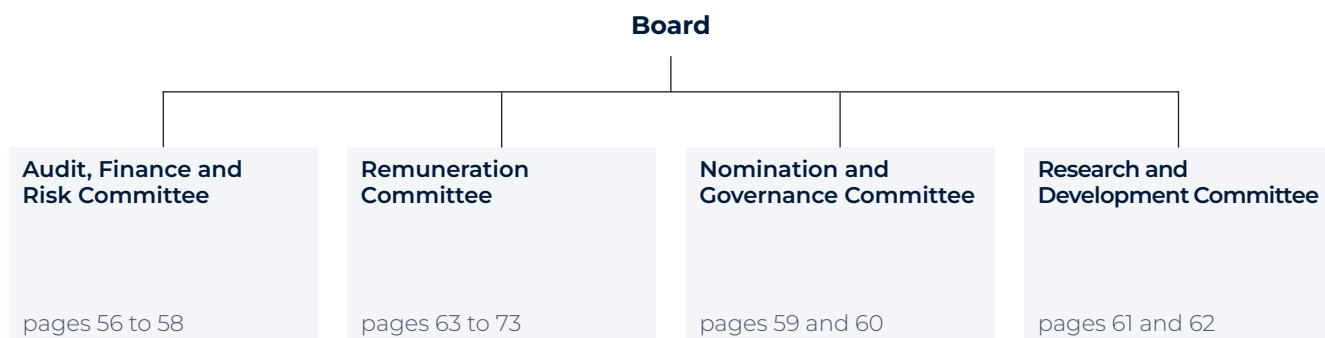 Board
Audit, Finance and
Risk Committee
pages 56 to 58
Remuneration
Committee
pages 63 to 73
Nomination and
Governance Committee
pages 59 and 60
Research and
Development Committee
pages 61 and 62